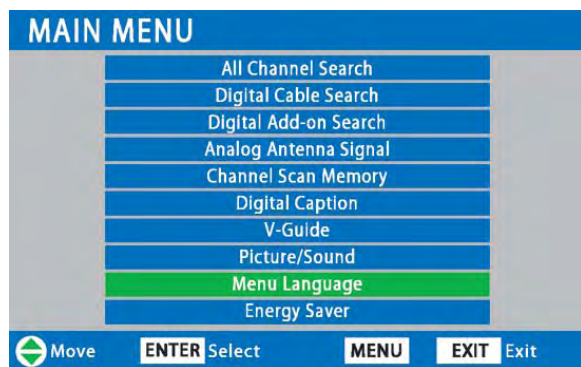 MAIN MENU
All Channel Search
Digital Cable Search
Digital Add-on Search
Analog Antenna Signal
Channel Scan Memory
Digital Caption
V-Guide
Picture/Sound
Menu Language
Energy Saver
Move ENTER Select MENU EXIT Exit